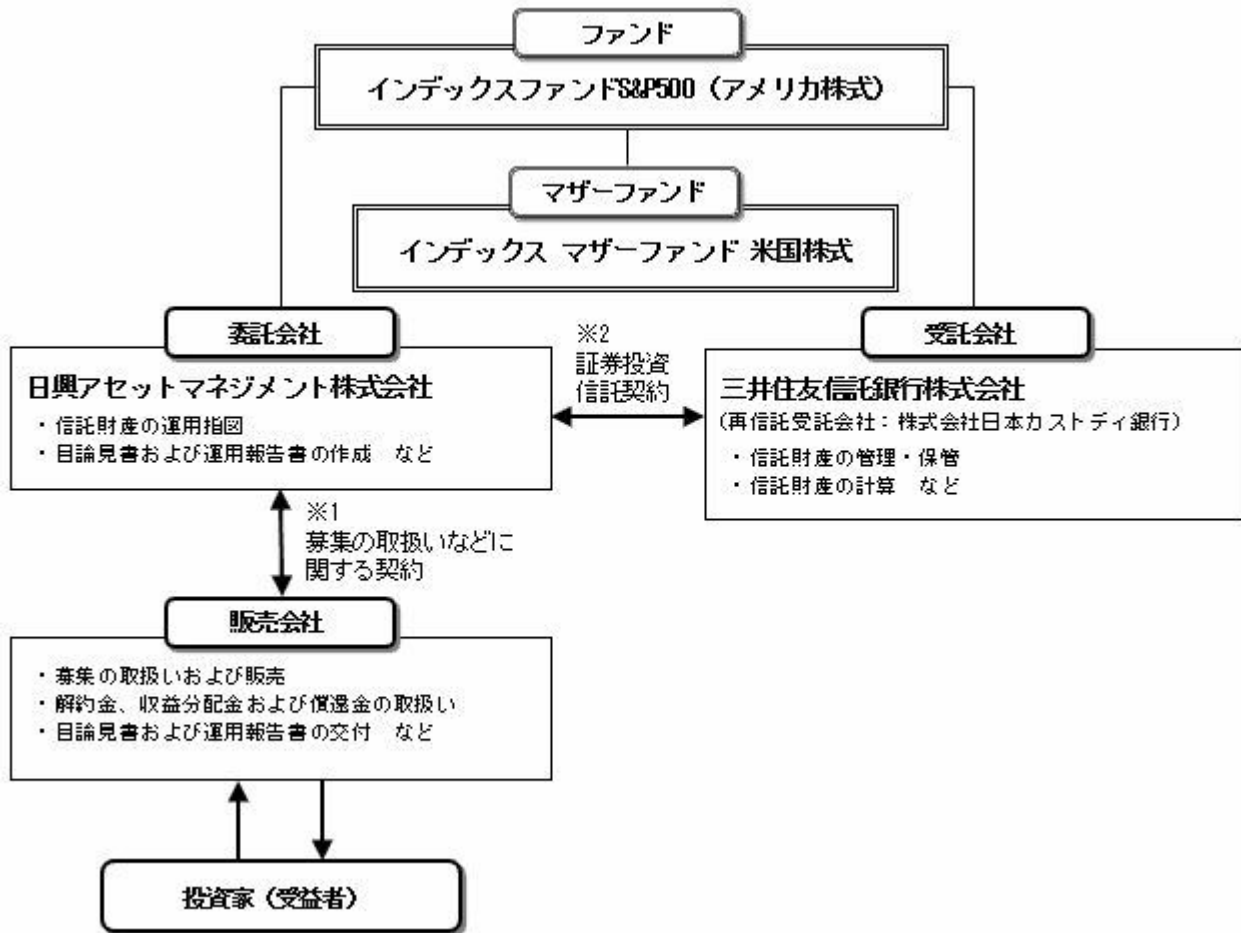 ファンド
インデックスファンドS&P500（アメリカ株式）
マザーファンド
インデックス マザーファンド 米国株式
委託会社
日興アセットマネジメント株式会社
・信託財産の運用指図
・目論見書および運用報告書の作成　など
※2
証券投資
信託契約
受託会社
三井住友信託銀行株式会社
（再信託受託会社：株式会社日本カストディ銀行）
・信託財産の管理・保管
・信託財産の計算　など
※1
募集の取扱いなどに
関する契約
販売会社
・募集の取扱いおよび販売
・解約金、収益分配金および償還金の取扱い
・目論見書および運用報告書の交付　など
投資家（受益者）